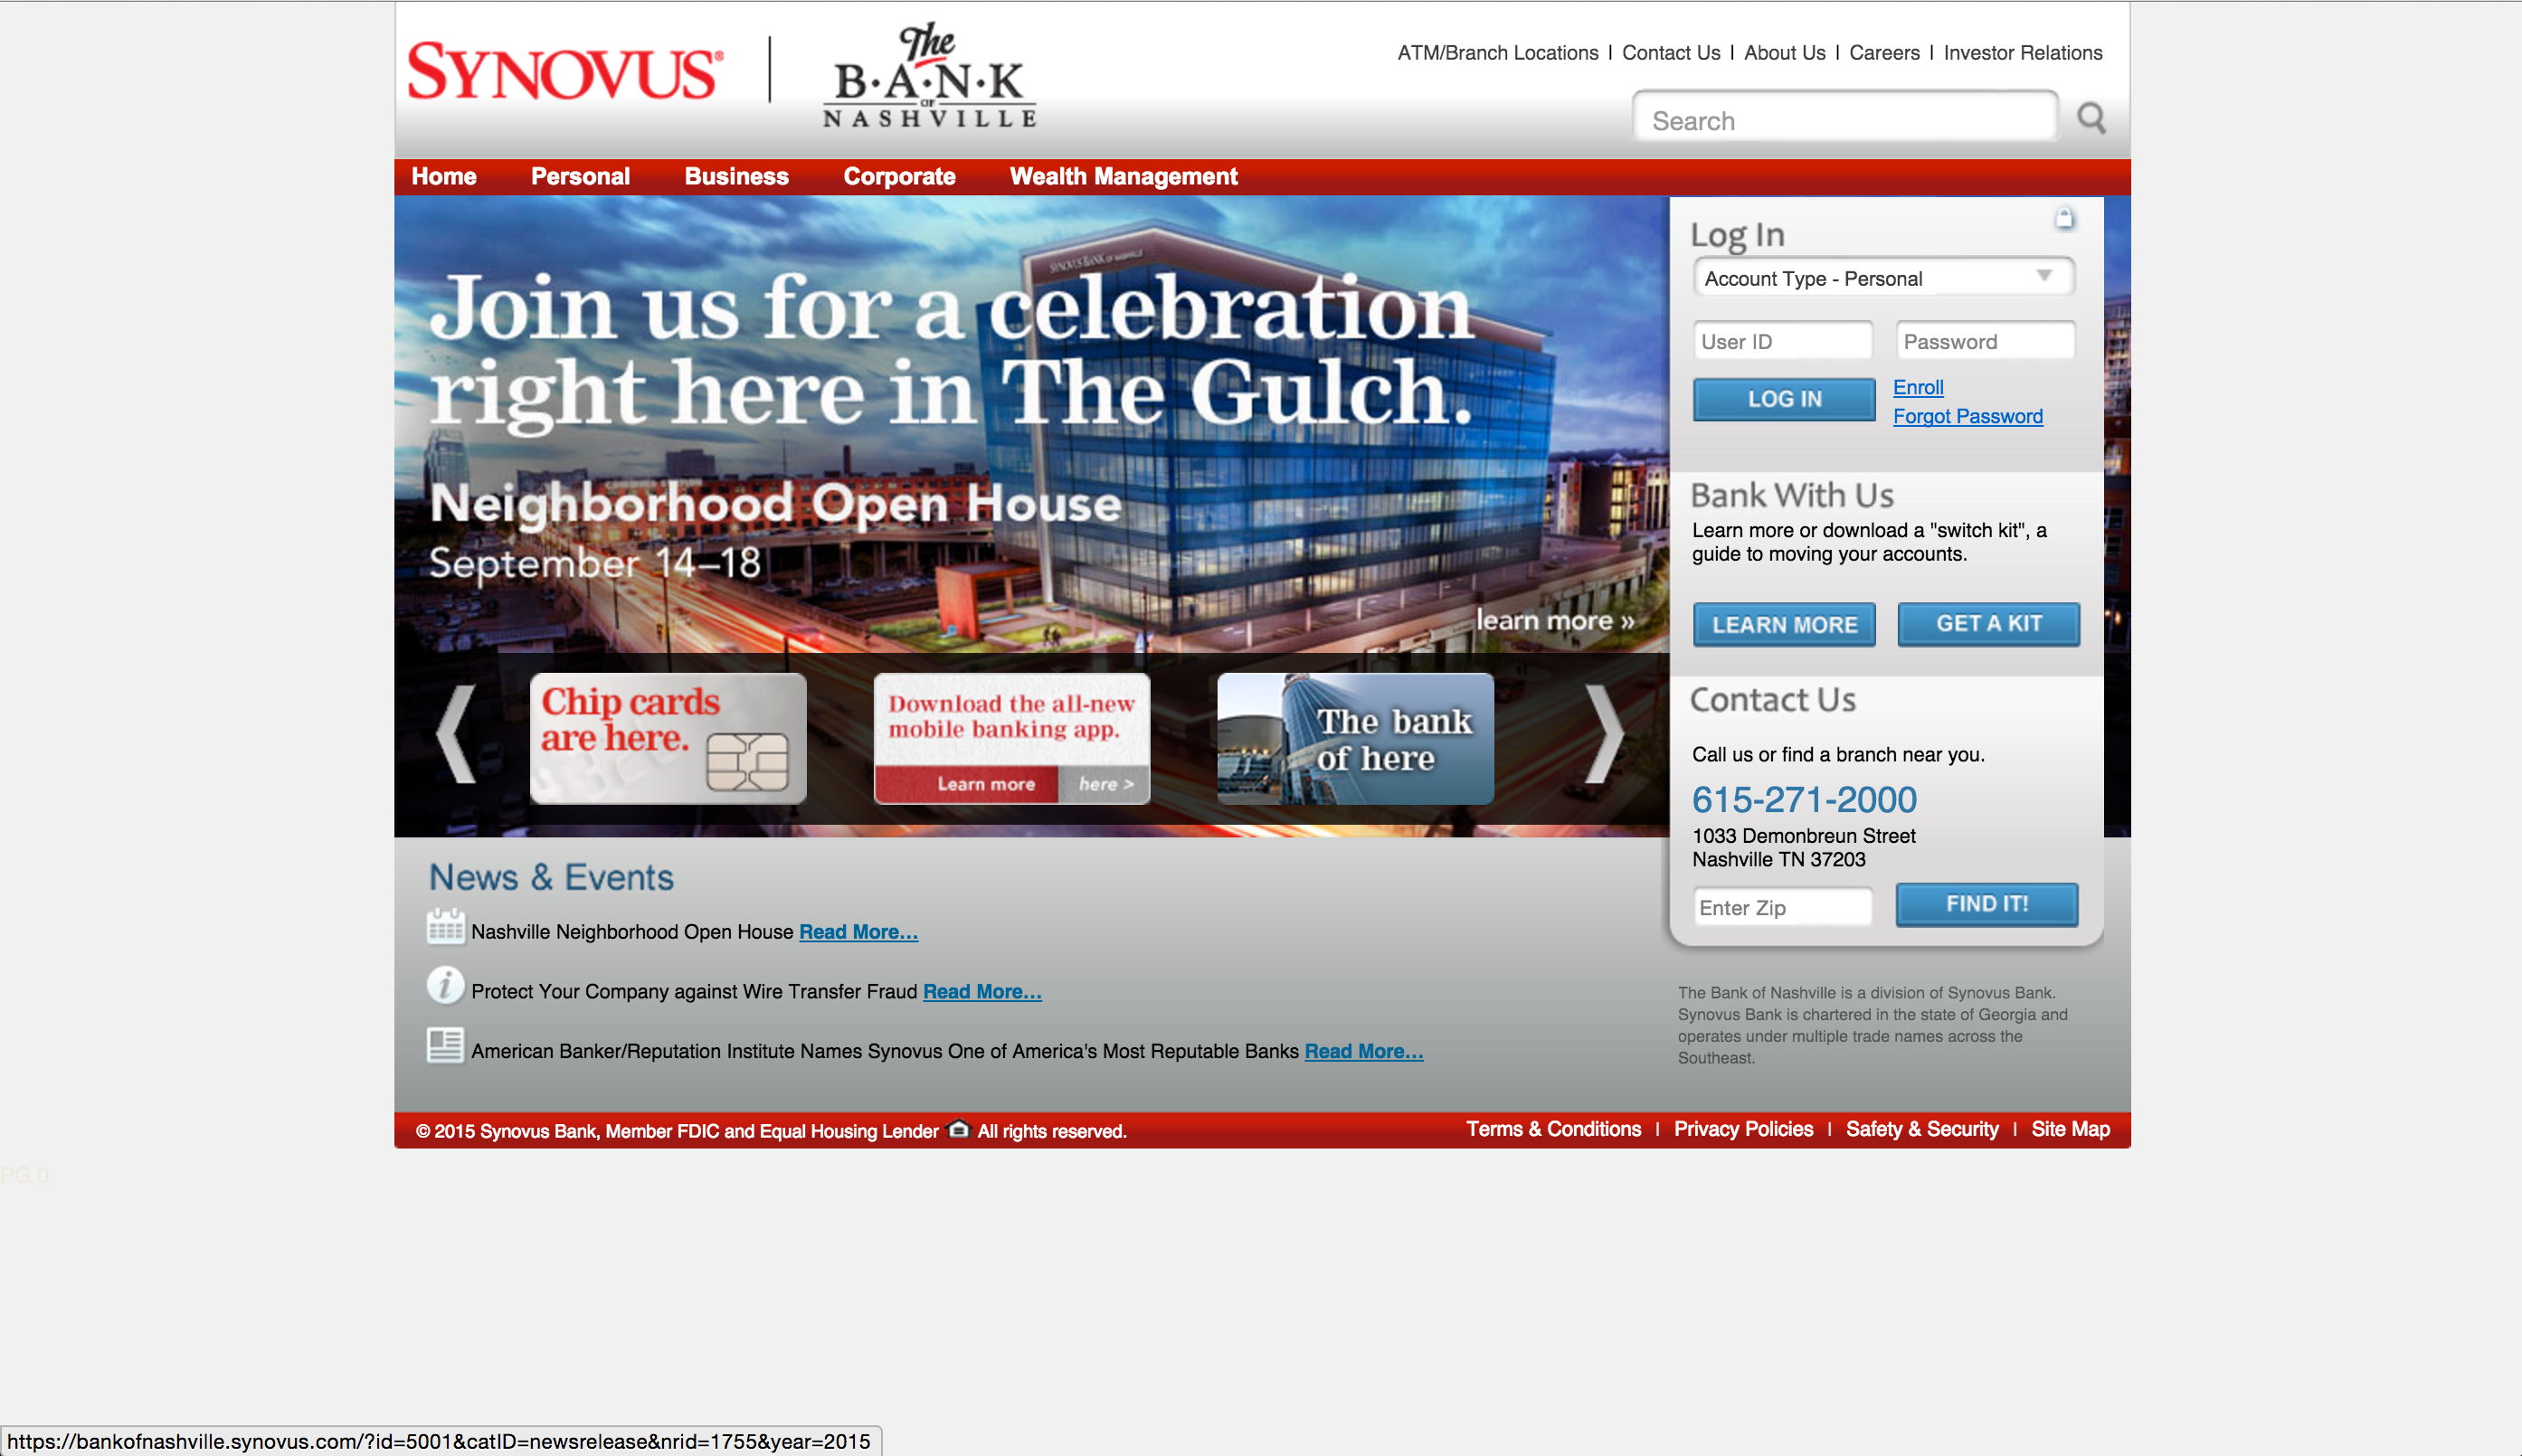 SYNOVUS®
The
B·A·N·K
OF
NASHVILLE
ATM/Branch Locations | Contact Us | About Us | Careers | Investor Relations
Search
Home Personal Business Corporate Wealth Management
SYNOVUS BANK OF NASHVILLE
Join us for a celebration
right here in The Gulch.
Neighborhood Open House
September 14–18
learn more »
Chip cards
are here.
Download the all-new
mobile banking app.
Learn more here >
The bank
of here
Log In
Account Type - Personal
User ID Password
LOG IN
Enroll
Forgot Password
Bank With Us
Learn more or download a "switch kit", a
guide to moving your accounts.
LEARN MORE GET A KIT
Contact Us
Call us or find a branch near you.
615-271-2000
1033 Demonbreun Street
Nashville TN 37203
Enter Zip FIND IT!
News & Events
Nashville Neighborhood Open House Read More...
Protect Your Company against Wire Transfer Fraud Read More...
American Banker/Reputation Institute Names Synovus One of America's Most Reputable Banks Read More...
The Bank of Nashville is a division of Synovus Bank.
Synovus Bank is chartered in the state of Georgia and
operates under multiple trade names across the
Southeast.
© 2015 Synovus Bank, Member FDIC and Equal Housing Lender All rights reserved.
Terms & Conditions | Privacy Policies | Safety & Security | Site Map
PG 0
https://bankofnashville.synovus.com/?id=5001&catID=newsrelease&nrid=1755&year=2015